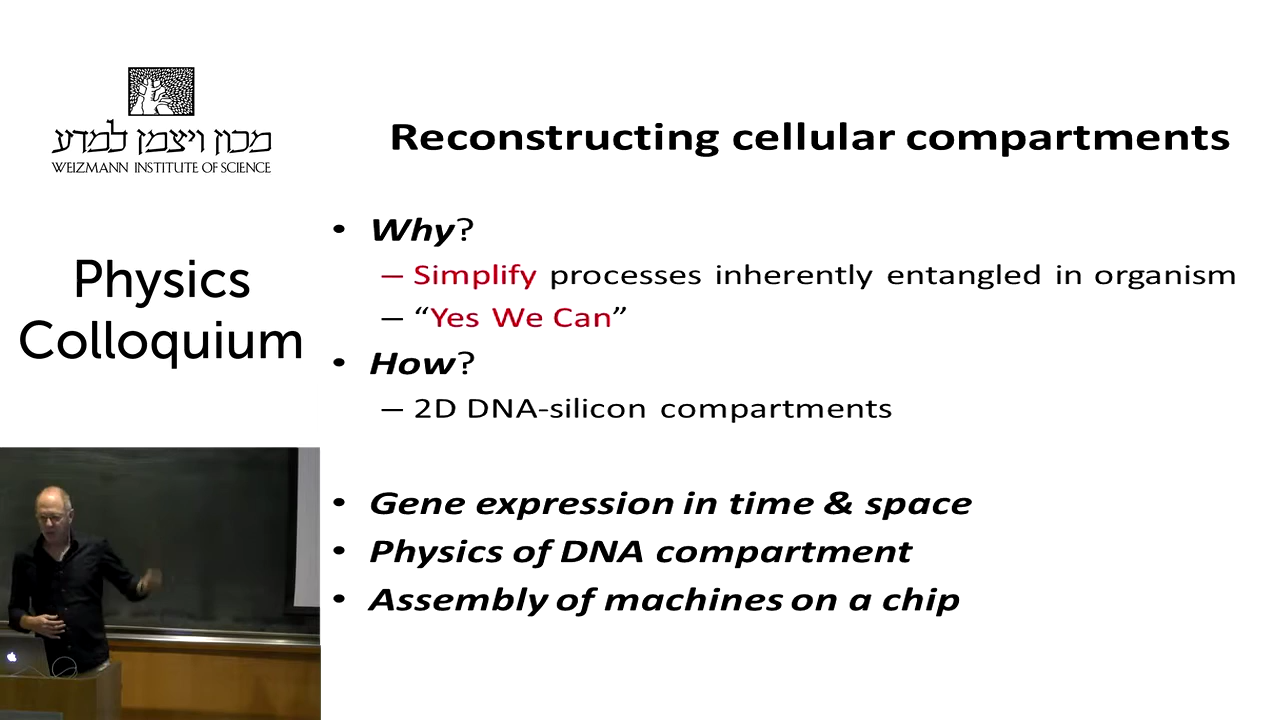 מכון ויצמן למדע
WEIZMANN INSTITUTE OF SCIENCE
Physics
Colloquium
Reconstructing cellular compartments
• Why?
– Simplify processes inherently entangled in organism
– “Yes We Can”
• How?
– 2D DNA-silicon compartments
• Gene expression in time & space
• Physics of DNA compartment
• Assembly of machines on a chip